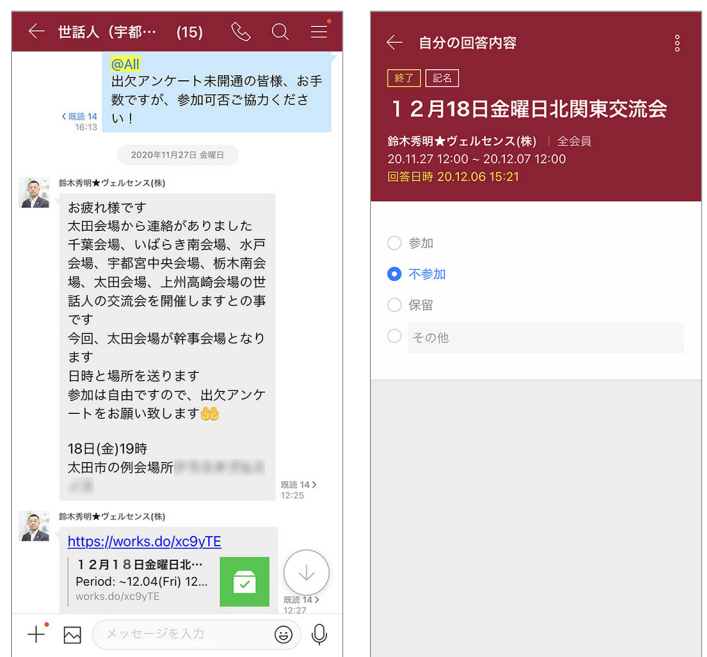 世話人（宇都… (15)
@All
出欠アンケート未開通の皆様、お手
数ですが、参加可否ご協力くださ
い！
既読 14
16:13
2020年11月27日 金曜日
鈴木秀明★ヴェルセンス(株)
お疲れ様です
太田会場から連絡がありました
千葉会場、いばらき南会場、水戸
会場、宇都宮中央会場、栃木南会
場、太田会場、上州高崎会場の世
話人の交流会を開催しますとの事
です
今回、太田会場が幹事会場となり
ます
日時と場所を送ります
参加は自由ですので、出欠アンケ
ートをお願い致します🤲
18日(金)19時
太田市の例会場所
既読 14
12:25
鈴木秀明★ヴェルセンス(株)
https://works.do/xc9yTE
１２月１８日金曜日北…
Period: ~12.04(Fri) 12...
works.do/xc9yTE
既読 14
12:27
メッセージを入力
自分の回答内容
終了 記名
１２月18日金曜日北関東交流会
鈴木秀明★ヴェルセンス(株) | 全会員
20.11.27 12:00 ~ 20.12.07 12:00
回答日時 20.12.06 15:21
参加
不参加
保留
その他